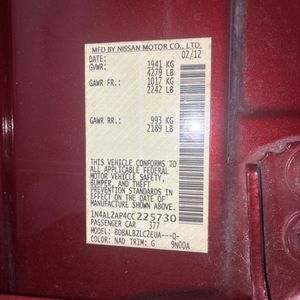 MFD BY NISSAN MOTOR CO., LTD.
DATE: 02/12
GVWR: 1941 KG
4279 LB
GAWR FR.: 1017 KG
2242 LB
GAWR RR.: 993 KG
2189 LB
THIS VEHICLE CONFORMS TO
ALL APPLICABLE FEDERAL
MOTOR VEHICLE SAFETY,
BUMPER, AND THEFT
PREVENTION STANDARDS IN
EFFECT ON THE DATE OF
MANUFACTURE SHOWN ABOVE.
1N4AL2AP4CC225730
PASSENGER CAR 377
MODEL: BDBALBZLC2EUA---Q-
COLOR: NAD TRIM: G 9N00A